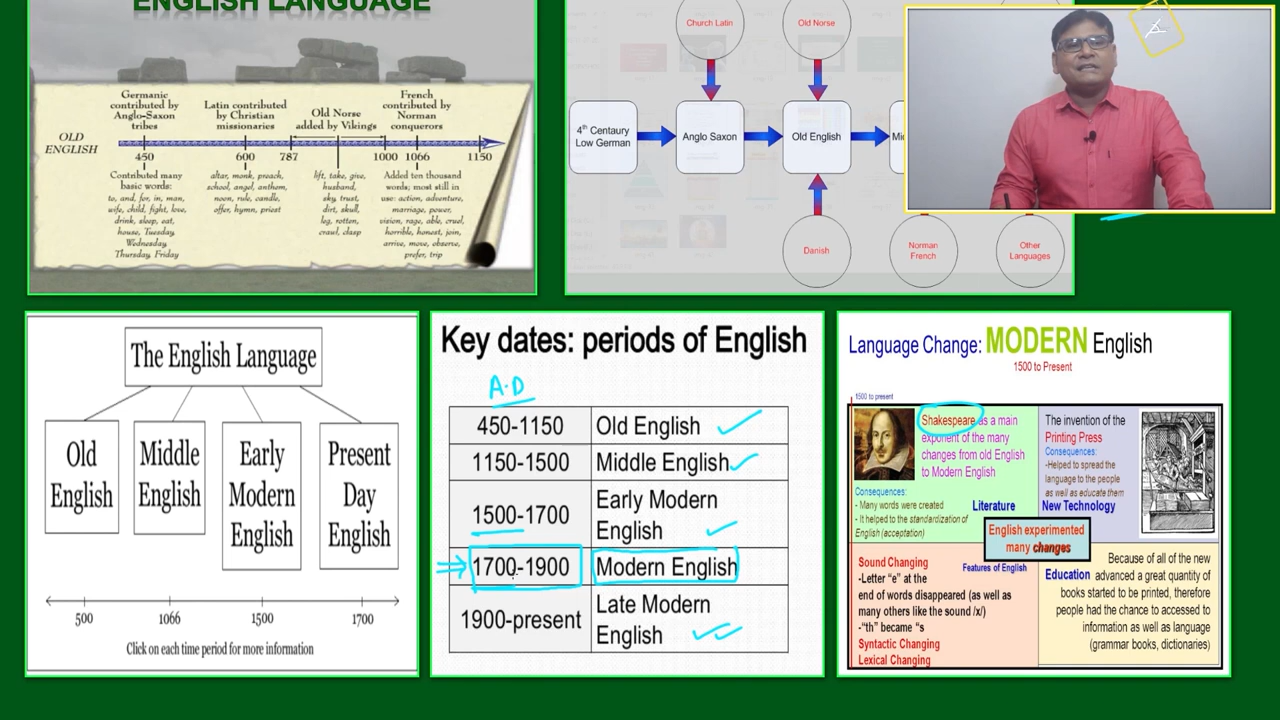 ENGLISH LANGUAGE
OLD
ENGLISH
Germanic
contributed by
Anglo-Saxon
tribes
Latin contributed
by Christian
missionaries
Old Norse
added by Vikings
French
contributed by
Norman
conquerors
450
600
787
1000
1066
1150
Contributed many
basic words:
to, and, for, in, man,
wife, child, fight, love,
drink, sleep, eat,
house, Tuesday
Wednesday
Thursday, Friday
altar, monk, preach,
school, angel, anthem,
noon, rule, candle,
offer, hymn, priest
lift, take, give,
husband,
sky, trust,
dirt, skull,
leg, rotten,
crawl, clasp
Added ten thousand
words; most still in
use: action, adventure,
marriage, power,
vision, rage, able, cruel,
horrible, honest, join,
arrive, move, observe,
prefer, trip
Church Latin
Old Norse
4th Centaury
Low German
Anglo Saxon
Old English
Danish
Norman
French
Other
Languages
The English Language
Old
English
Middle
English
Early
Modern
English
Present
Day
English
500
1066
1500
1700
Click on each time period for more information
Key dates: periods of English
A.D
450-1150 Old English
1150-1500 Middle English
1500-1700 Early Modern
English
1700-1900 Modern English
1900-present Late Modern
English
Language Change: MODERN English
1500 to Present
1500 to present
Shakespeare as a main
exponent of the many
changes from old English
to Modern English
Consequences:
- Many words were created
- It helped to the standardization of
English (acceptation)
Literature
The invention of the
Printing Press
Consequences:
-Helped to spread the
language to the people
as well as educate them
New Technology
English experimented
many changes
Sound Changing
-Letter “e” at the
end of words disappeared (as well as
many others like the sound /x/)
-“th” became “s
Syntactic Changing
Lexical Changing
Features of English
Education
Because of all of the new
advanced a great quantity of
books started to be printed, therefore
people had the chance to accessed to
information as well as language
(grammar books, dictionaries)